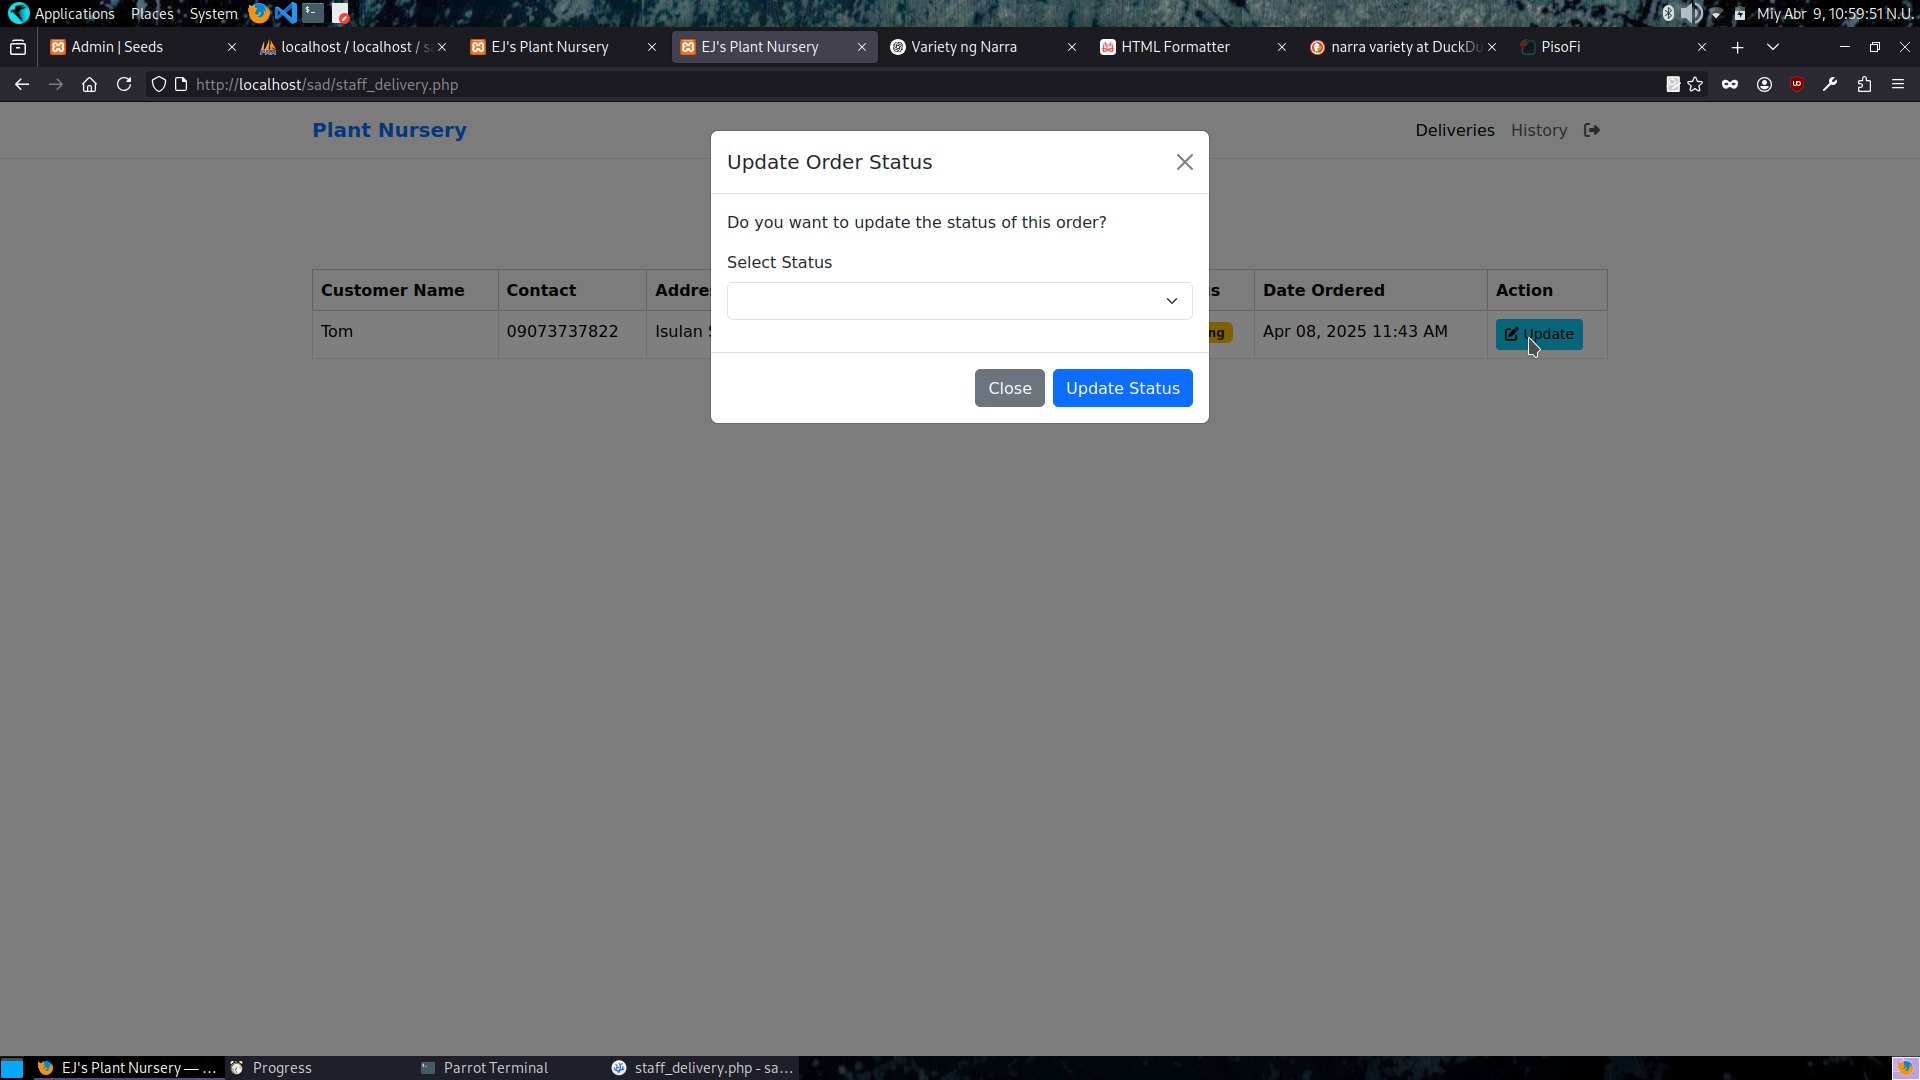 Applications Places System Miy Abr 9, 10:59:51 N.U.
Admin | Seeds localhost / localhost / s EJ's Plant Nursery EJ's Plant Nursery Variety ng Narra HTML Formatter narra variety at DuckDu PisoFi
http://localhost/sad/staff_delivery.php
Plant Nursery Deliveries History
Update Order Status
Do you want to update the status of this order?
Select Status
Customer Name Contact Addre s Date Ordered Action
Tom 09073737822 Isulan ng Apr 08, 2025 11:43 AM Update
Close Update Status
EJ's Plant Nursery — ... Progress Parrot Terminal staff_delivery.php - sa...